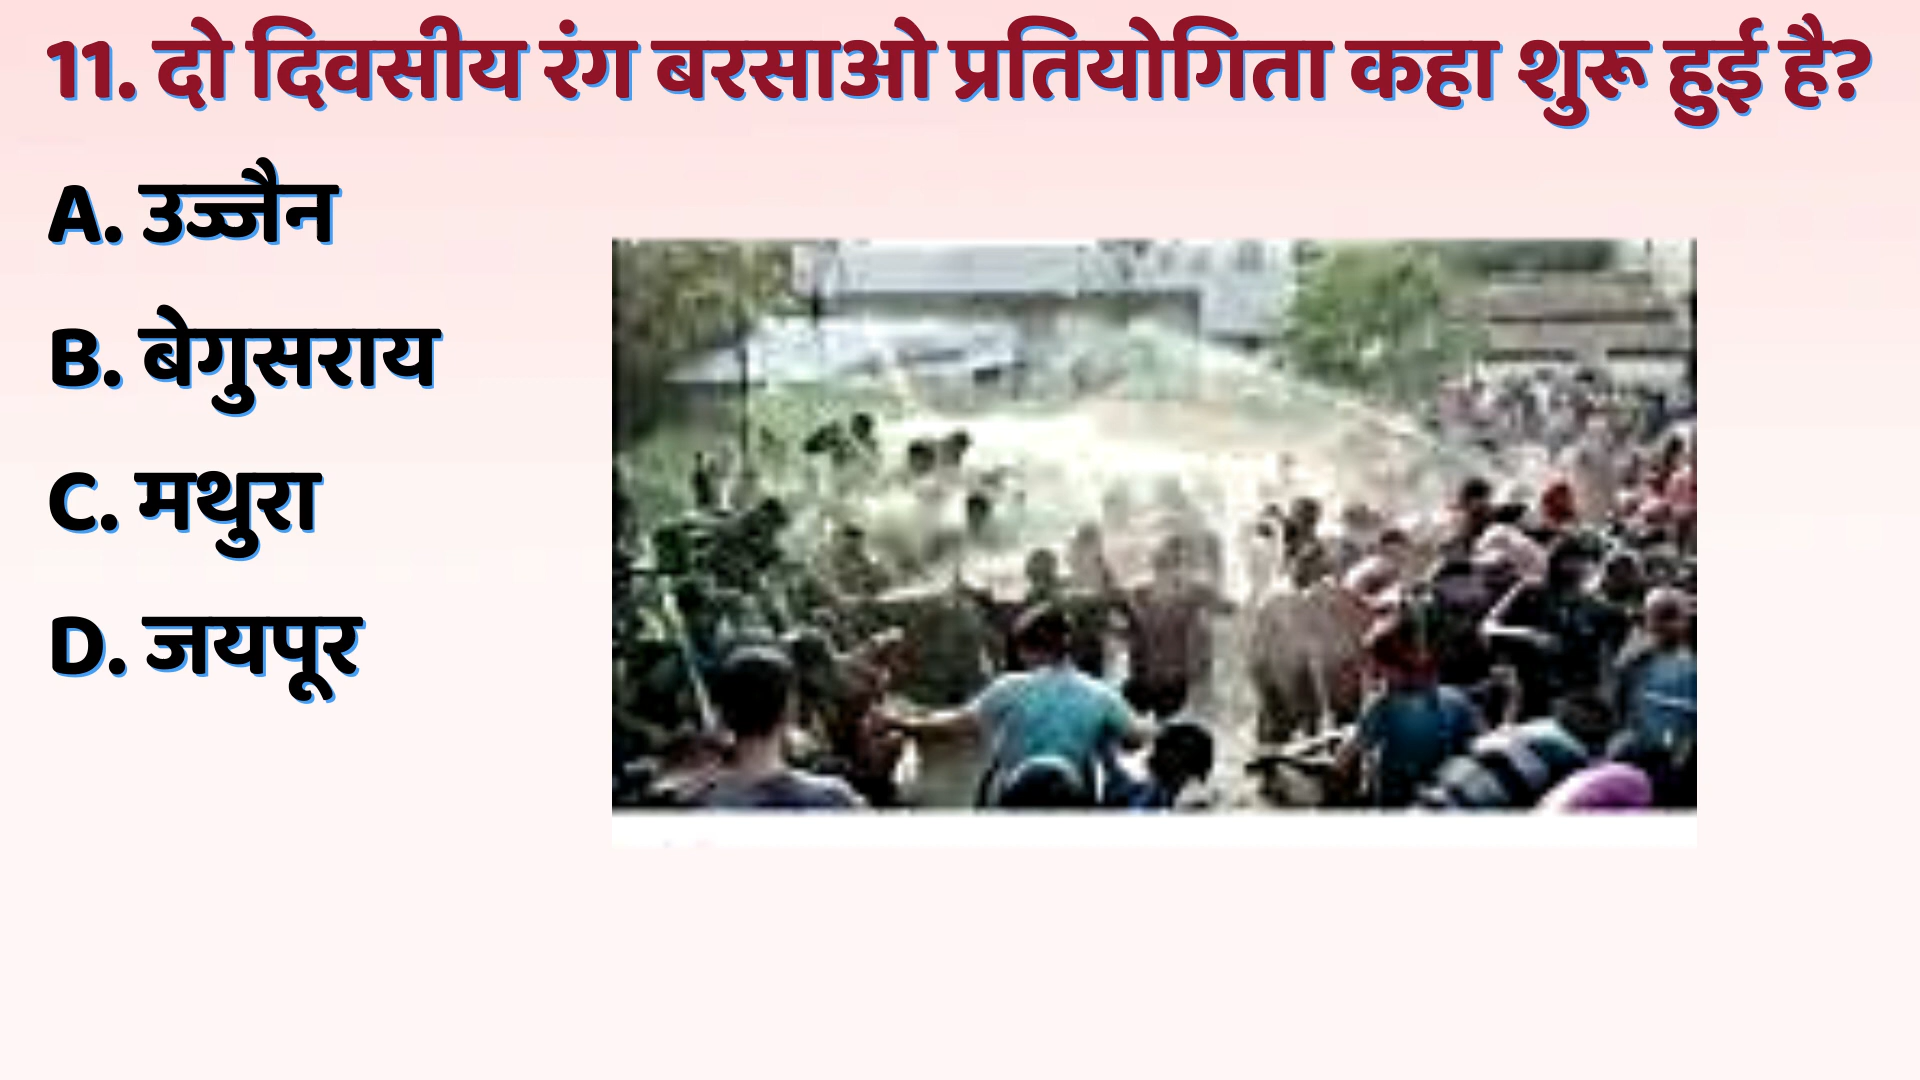 11. दो दिवसीय रंग बरसाओ प्रतियोगिता कहा शुरू हुई है?
A. उज्जैन
B. बेगुसराय
C. मथुरा
D. जयपूर